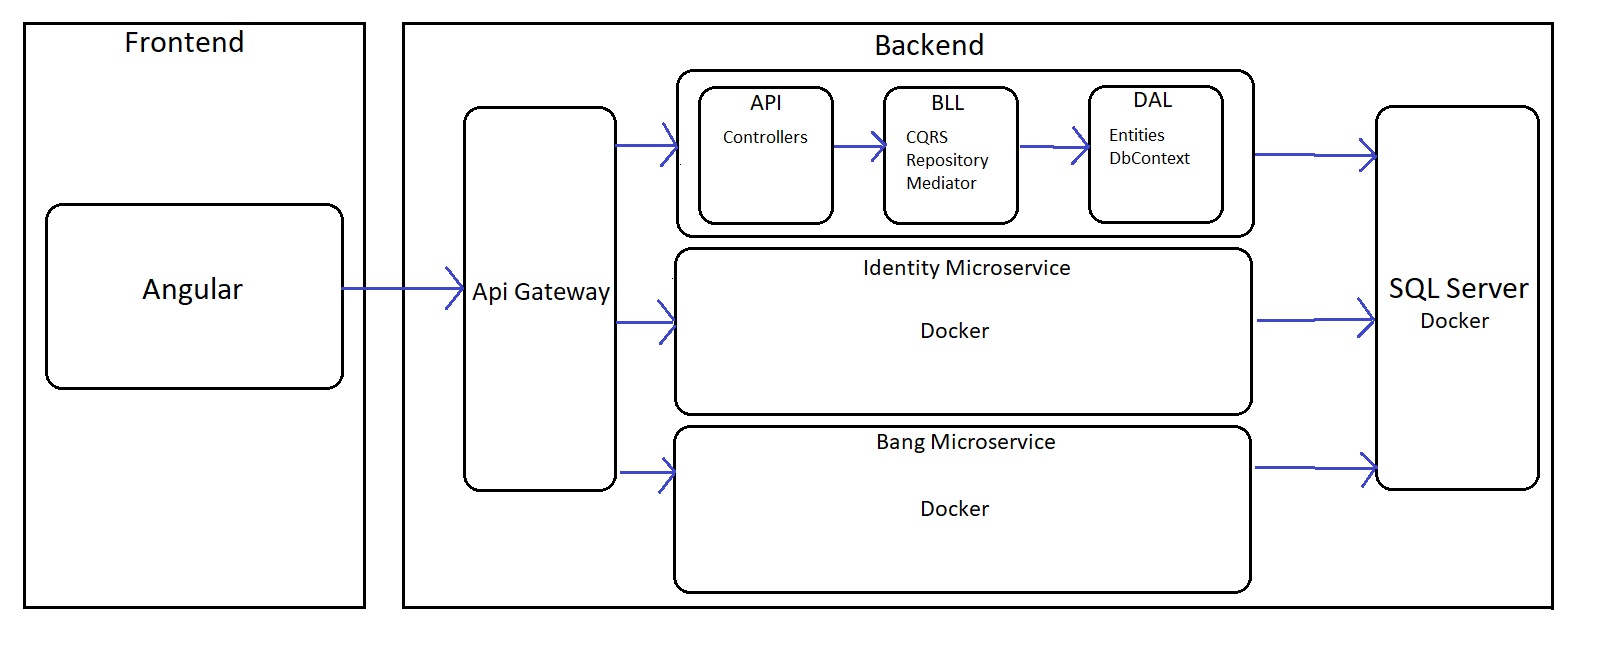 Frontend
Angular
Backend
Api Gateway
API
Controllers
BLL
CQRS
Repository
Mediator
DAL
Entities
DbContext
Identity Microservice
Docker
Bang Microservice
Docker
SQL Server
Docker